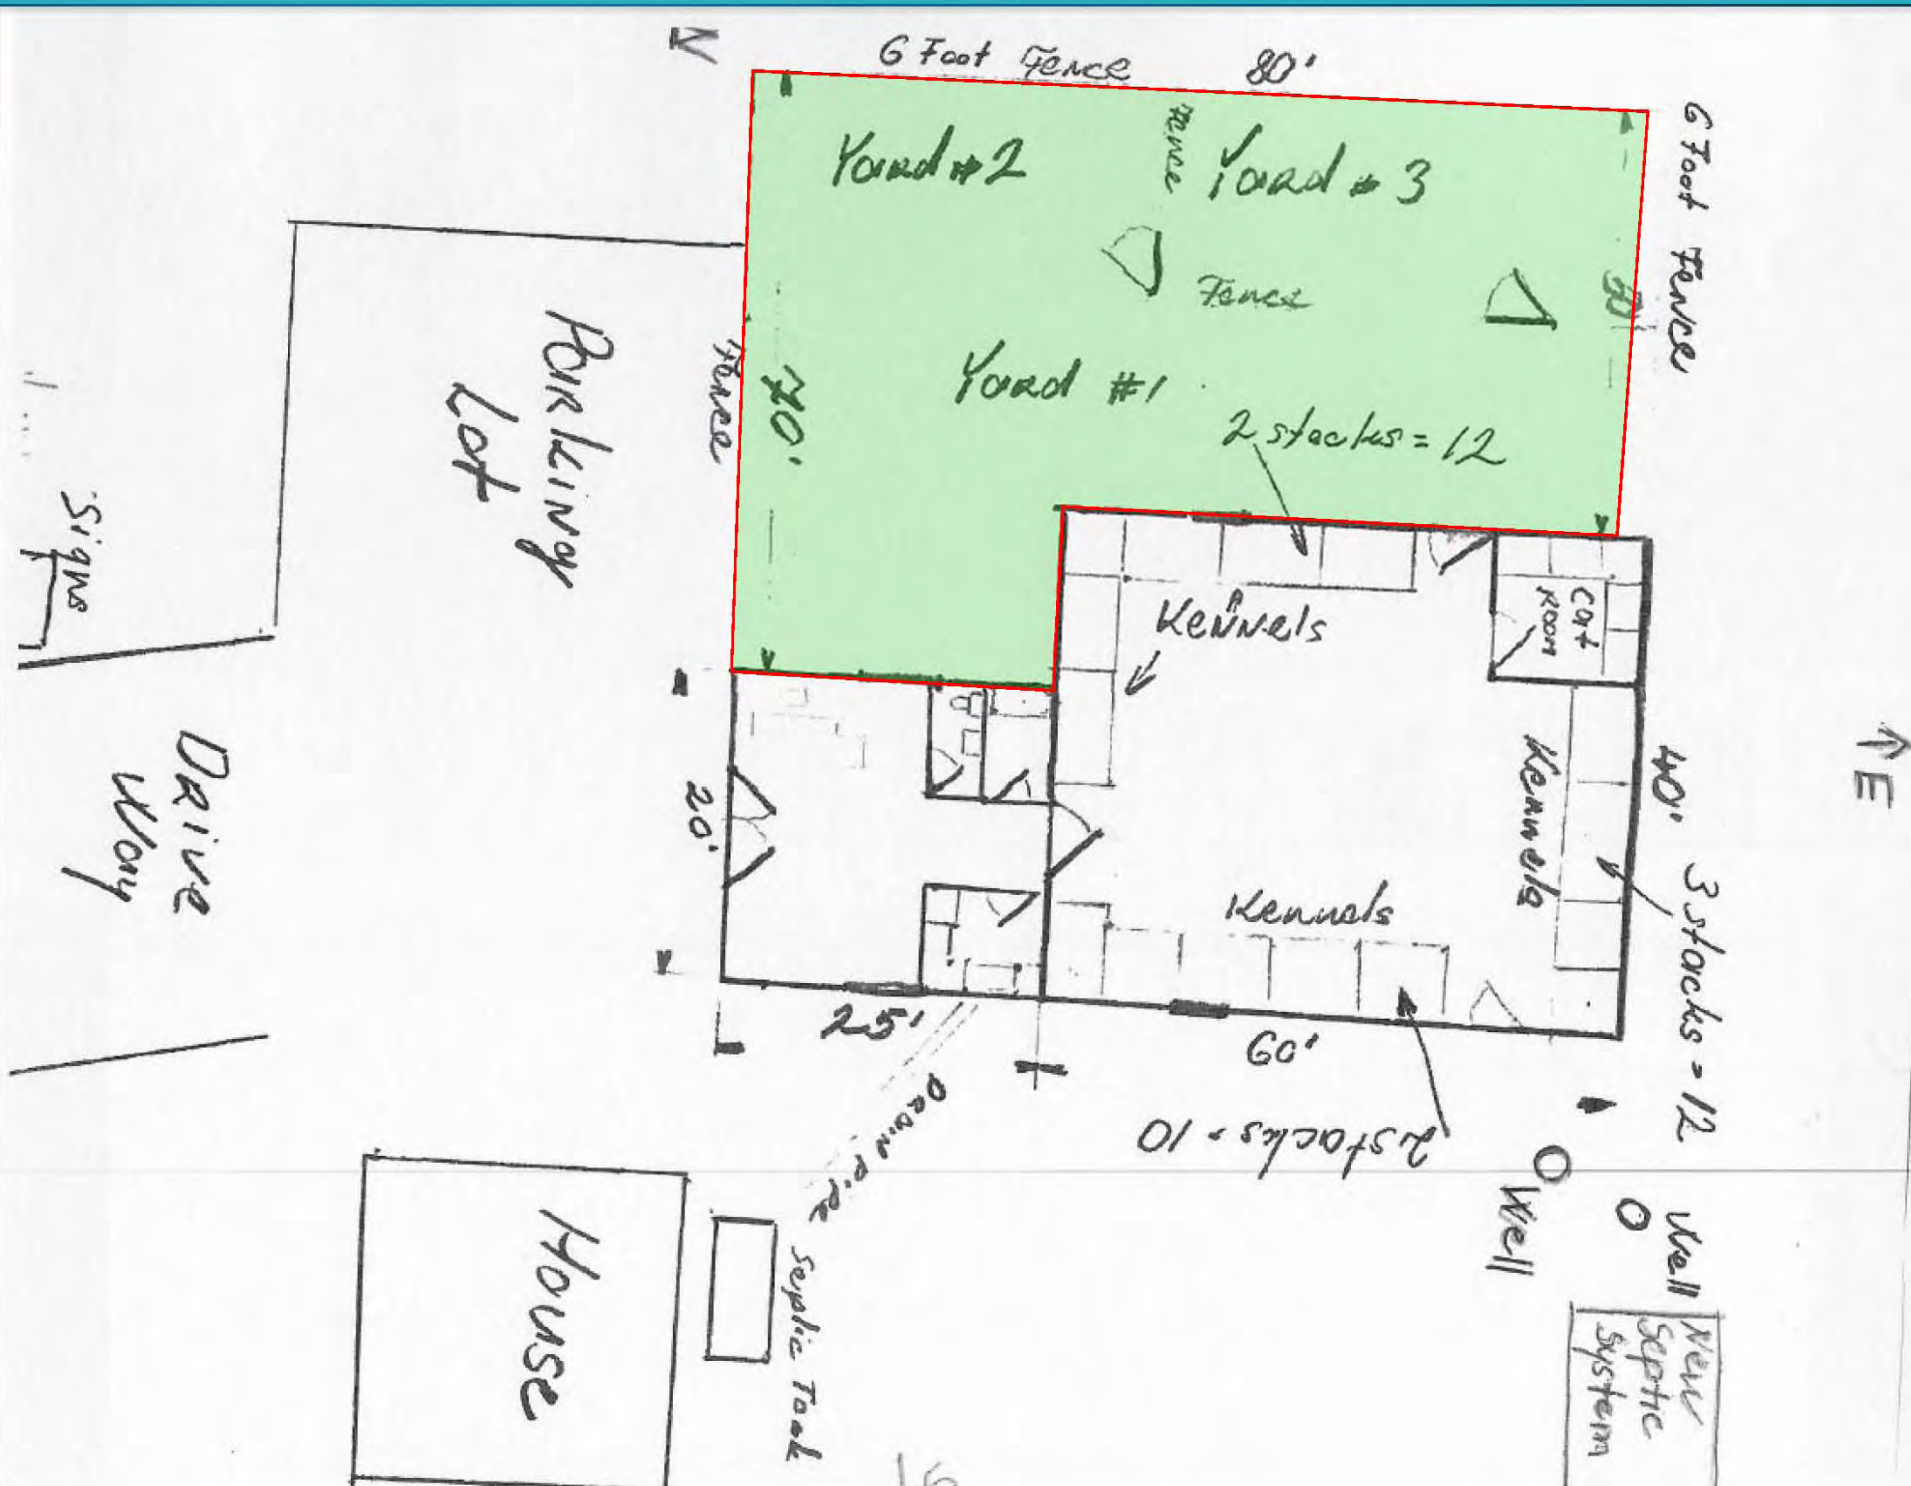 N
6 Foot Fence 80'
6 Foot Fence
Yard #2
Fence
Yard # 3
Fence
50'
Fence
70'
Yard #1
2 stacks = 12
Parking
Lot
Signs
Drive
Way
Kennels
Cat
Room
20'
Kennels
40'
↑
E
3 stacks = 12
Kennels
25'
60'
2 stacks = 10
Drain Pipe
Septic Tank
House
Well
Well
New
Septic
System